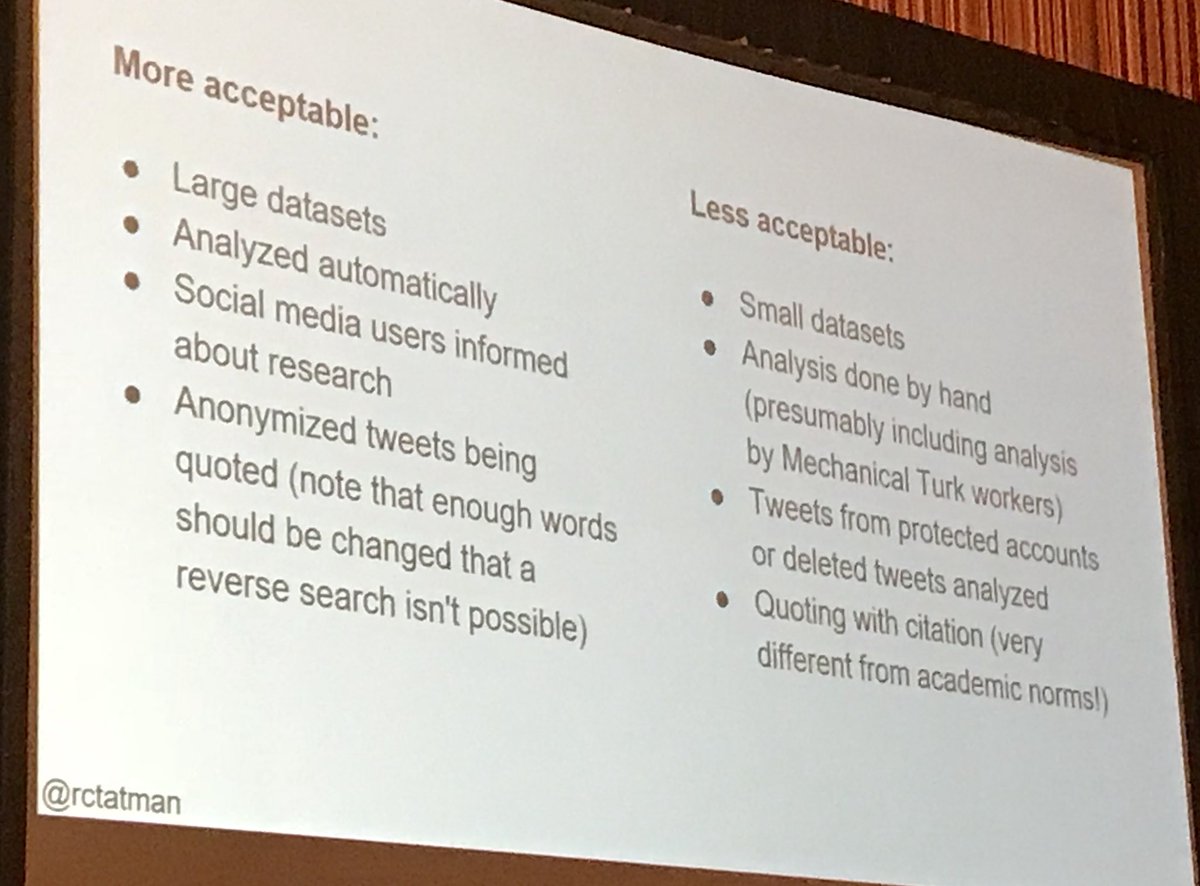 More acceptable:
● Large datasets
● Analyzed automatically
● Social media users informed
about research
● Anonymized tweets being
quoted (note that enough words
should be changed that a
reverse search isn't possible)
Less acceptable:
● Small datasets
● Analysis done by hand
(presumably including analysis
by Mechanical Turk workers)
● Tweets from protected accounts
or deleted tweets analyzed
● Quoting with citation (very
different from academic norms!)
@rctatman